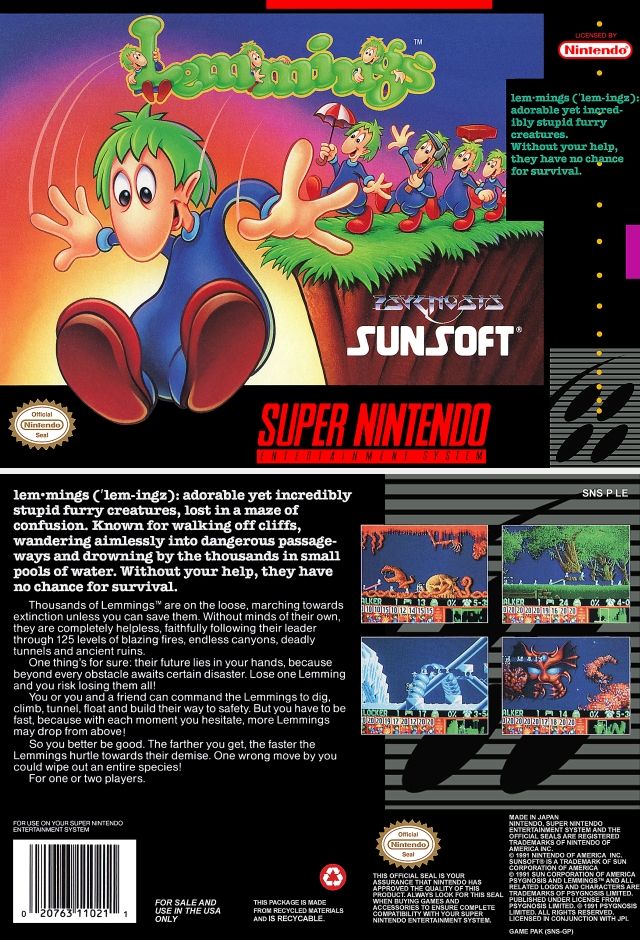 LICENSED BY
Nintendo®
Lemmings
TM
lem·mings (ˈlem-ingz):
adorable yet incred-
ibly stupid furry
creatures.
Without your help,
they have no chance
for survival.
PSYGNOSIS
SUNSOFT®
Official
Nintendo
Seal
SUPER NINTENDO
ENTERTAINMENT SYSTEM
SNS P LE
lem·mings (ˈlem-ingz): adorable yet incredibly
stupid furry creatures, lost in a maze of
confusion. Known for walking off cliffs,
wandering aimlessly into dangerous passage-
ways and drowning by the thousands in small
pools of water. Without your help, they have
no chance for survival.
Thousands of Lemmings™ are on the loose, marching towards
extinction unless you can save them. Without minds of their own,
they are completely helpless, faithfully following their leader
through 125 levels of blazing fires, endless canyons, deadly
tunnels and ancient ruins.
One thing's for sure: their future lies in your hands, because
beyond every obstacle awaits certain disaster. Lose one Lemming
and you risk losing them all!
You or you and a friend can command the Lemmings to dig,
climb, tunnel, float and build their way to safety. But you have to be
fast, because with each moment you hesitate, more Lemmings
may drop from above!
So you better be good. The farther you get, the faster the
Lemmings hurtle towards their demise. One wrong move by you
could wipe out an entire species!
For one or two players.
FOR USE ON YOUR SUPER NINTENDO
ENTERTAINMENT SYSTEM
0 20763 11021 1
FOR SALE AND
USE IN THE USA
ONLY
THIS PACKAGE IS MADE
FROM RECYCLED MATERIALS
AND IS RECYCABLE.
Official
Nintendo
Seal
THIS OFFICIAL SEAL IS YOUR
ASSURANCE THAT NINTENDO HAS
APPROVED THE QUALITY OF THIS
PRODUCT. ALWAYS LOOK FOR THIS SEAL
WHEN BUYING GAMES AND
ACCESSORIES TO ENSURE COMPLETE
COMPATIBILITY WITH YOUR SUPER
NINTENDO ENTERTAINMENT SYSTEM.
MADE IN JAPAN
NINTENDO, SUPER NINTENDO
ENTERTAINMENT SYSTEM AND THE
OFFICIAL SEALS ARE REGISTERED
TRADEMARKS OF NINTENDO OF
AMERICA INC.
© 1991 NINTENDO OF AMERICA INC.
SUNSOFT® IS A TRADEMARK OF SUN
CORPORATION OF AMERICA
© 1991 SUN CORPORATION OF AMERICA
PSYGNOSIS AND LEMMINGS™ AND ALL
RELATED LOGOS AND CHARACTERS ARE
TRADEMARKS OF PSYGNOSIS LIMITED.
PUBLISHED UNDER LICENSE FROM
PSYGNOSIS LIMITED. © 1991 PSYGNOSIS
LIMITED. ALL RIGHTS RESERVED.
LICENSED IN CONJUNCTION WITH JPI.
GAME PAK (SNS-GP)